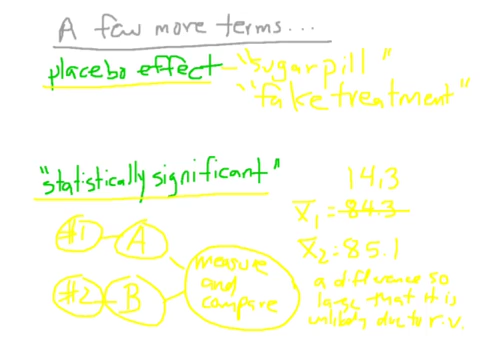 A few more terms...
placebo effect - "sugar pill"
"fake treatment"
"statistically significant"
14.3
x̄₁ = 84.3
x̄₂ = 85.1
#1 A
#2 B
measure
and
compare
a difference so
large that it is
unlikely due to r.v.